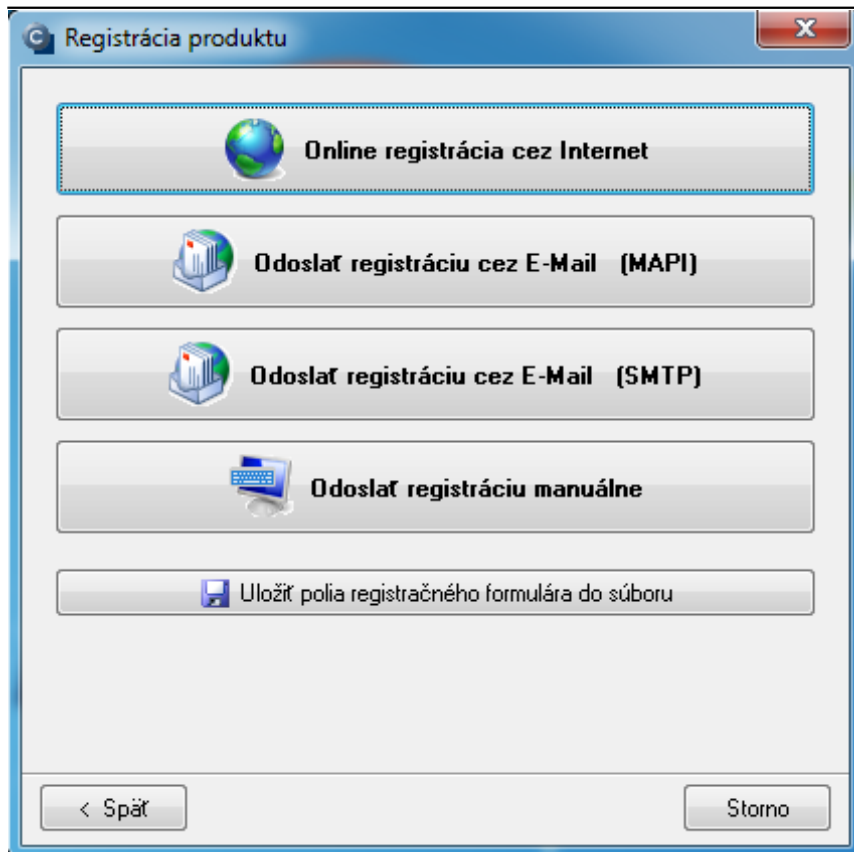 Registrácia produktu
Online registrácia cez Internet
Odoslať registráciu cez E-Mail (MAPI)
Odoslať registráciu cez E-Mail (SMTP)
Odoslať registráciu manuálne
Uložiť polia registračného formulára do súboru
< Späť
Storno